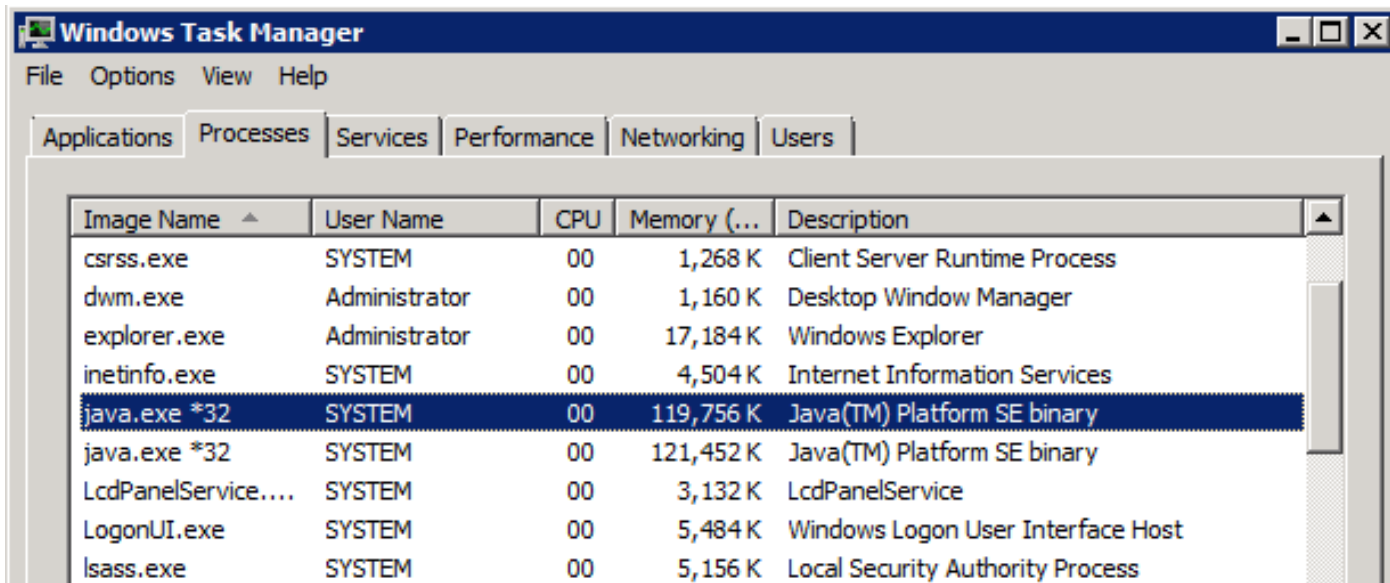 Windows Task Manager
File Options View Help
Applications Processes Services Performance Networking Users
Image Name User Name CPU Memory (... Description
csrss.exe SYSTEM 00 1,268 K Client Server Runtime Process
dwm.exe Administrator 00 1,160 K Desktop Window Manager
explorer.exe Administrator 00 17,184 K Windows Explorer
inetinfo.exe SYSTEM 00 4,504 K Internet Information Services
java.exe *32 SYSTEM 00 119,756 K Java(TM) Platform SE binary
java.exe *32 SYSTEM 00 121,452 K Java(TM) Platform SE binary
LcdPanelService.... SYSTEM 00 3,132 K LcdPanelService
LogonUI.exe SYSTEM 00 5,484 K Windows Logon User Interface Host
lsass.exe SYSTEM 00 5,156 K Local Security Authority Process